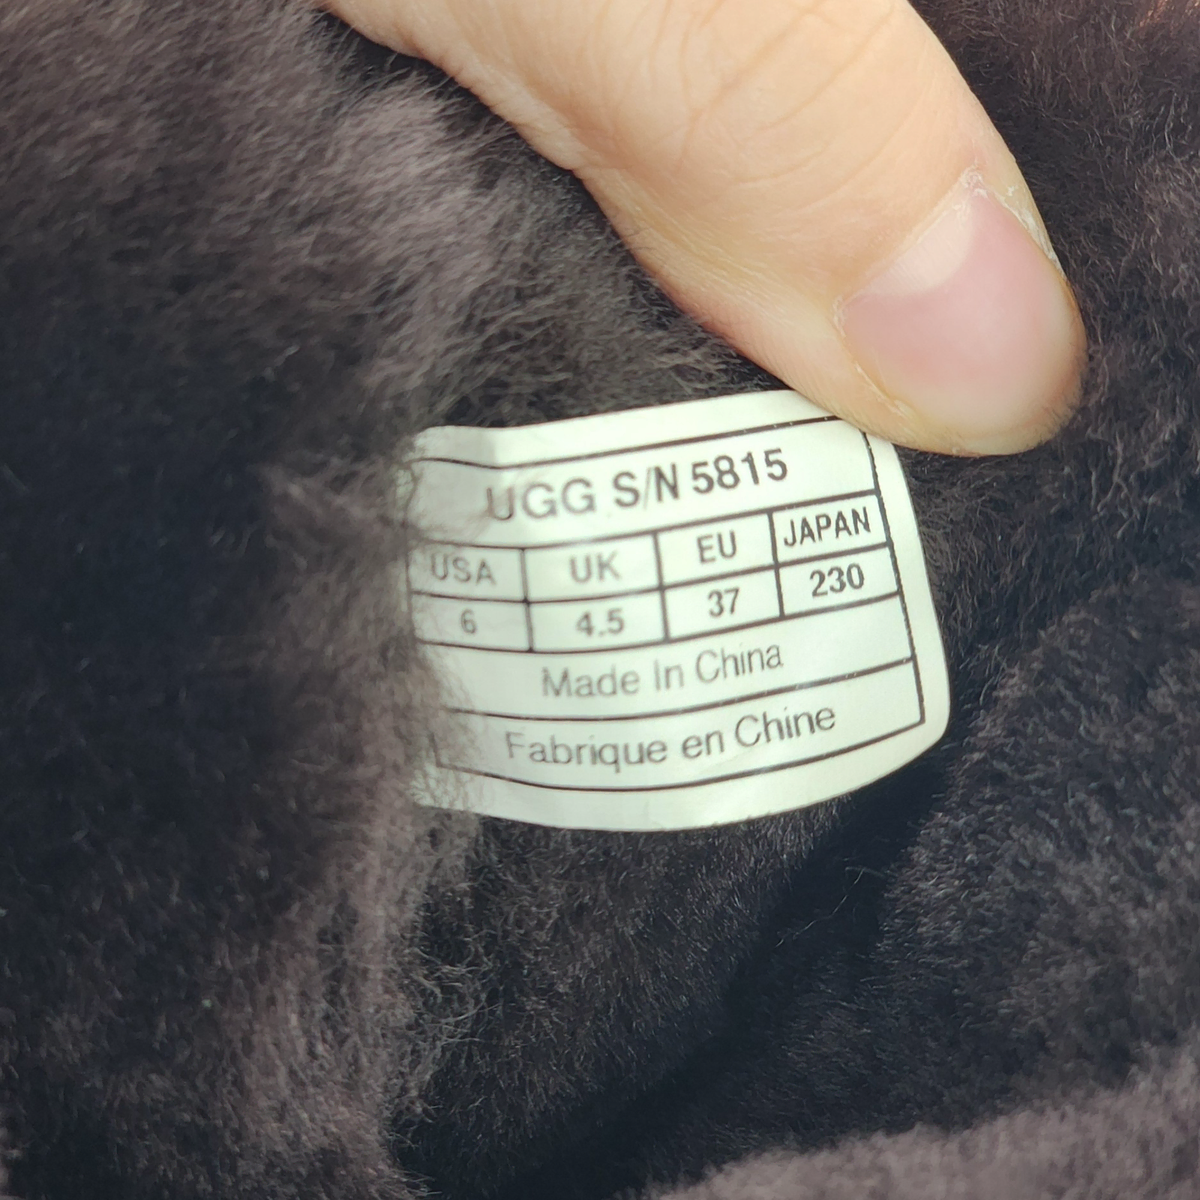 UGG S/N 5815
USA UK EU JAPAN
6 4.5 37 230
Made In China
Fabrique en Chine